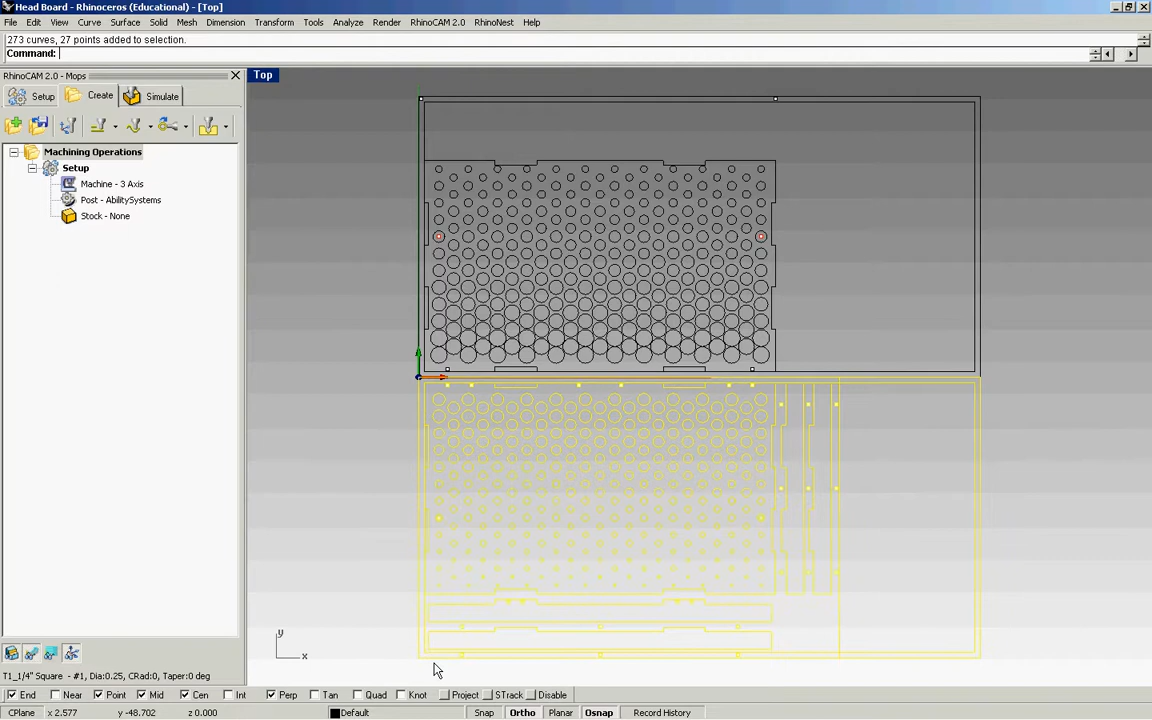 Head Board - Rhinoceros (Educational) - [Top]
File Edit View Curve Surface Solid Mesh Dimension Transform Tools Analyze Render RhinoCAM 2.0 RhinoNest Help
273 curves, 27 points added to selection.
Command:
RhinoCAM 2.0 - Mops
Setup Create Simulate
Machining Operations
Setup
Machine - 3 Axis
Post - AbilitySystems
Stock - None
Top
y
x
T1_1/4" Square - #1, Dia:0.25, CRad:0, Taper:0 deg
End Near Point Mid Cen Int Perp Tan Quad Knot Project STrack Disable
CPlane x 2.577 y -48.702 z 0.000 Default Snap Ortho Planar Osnap Record History